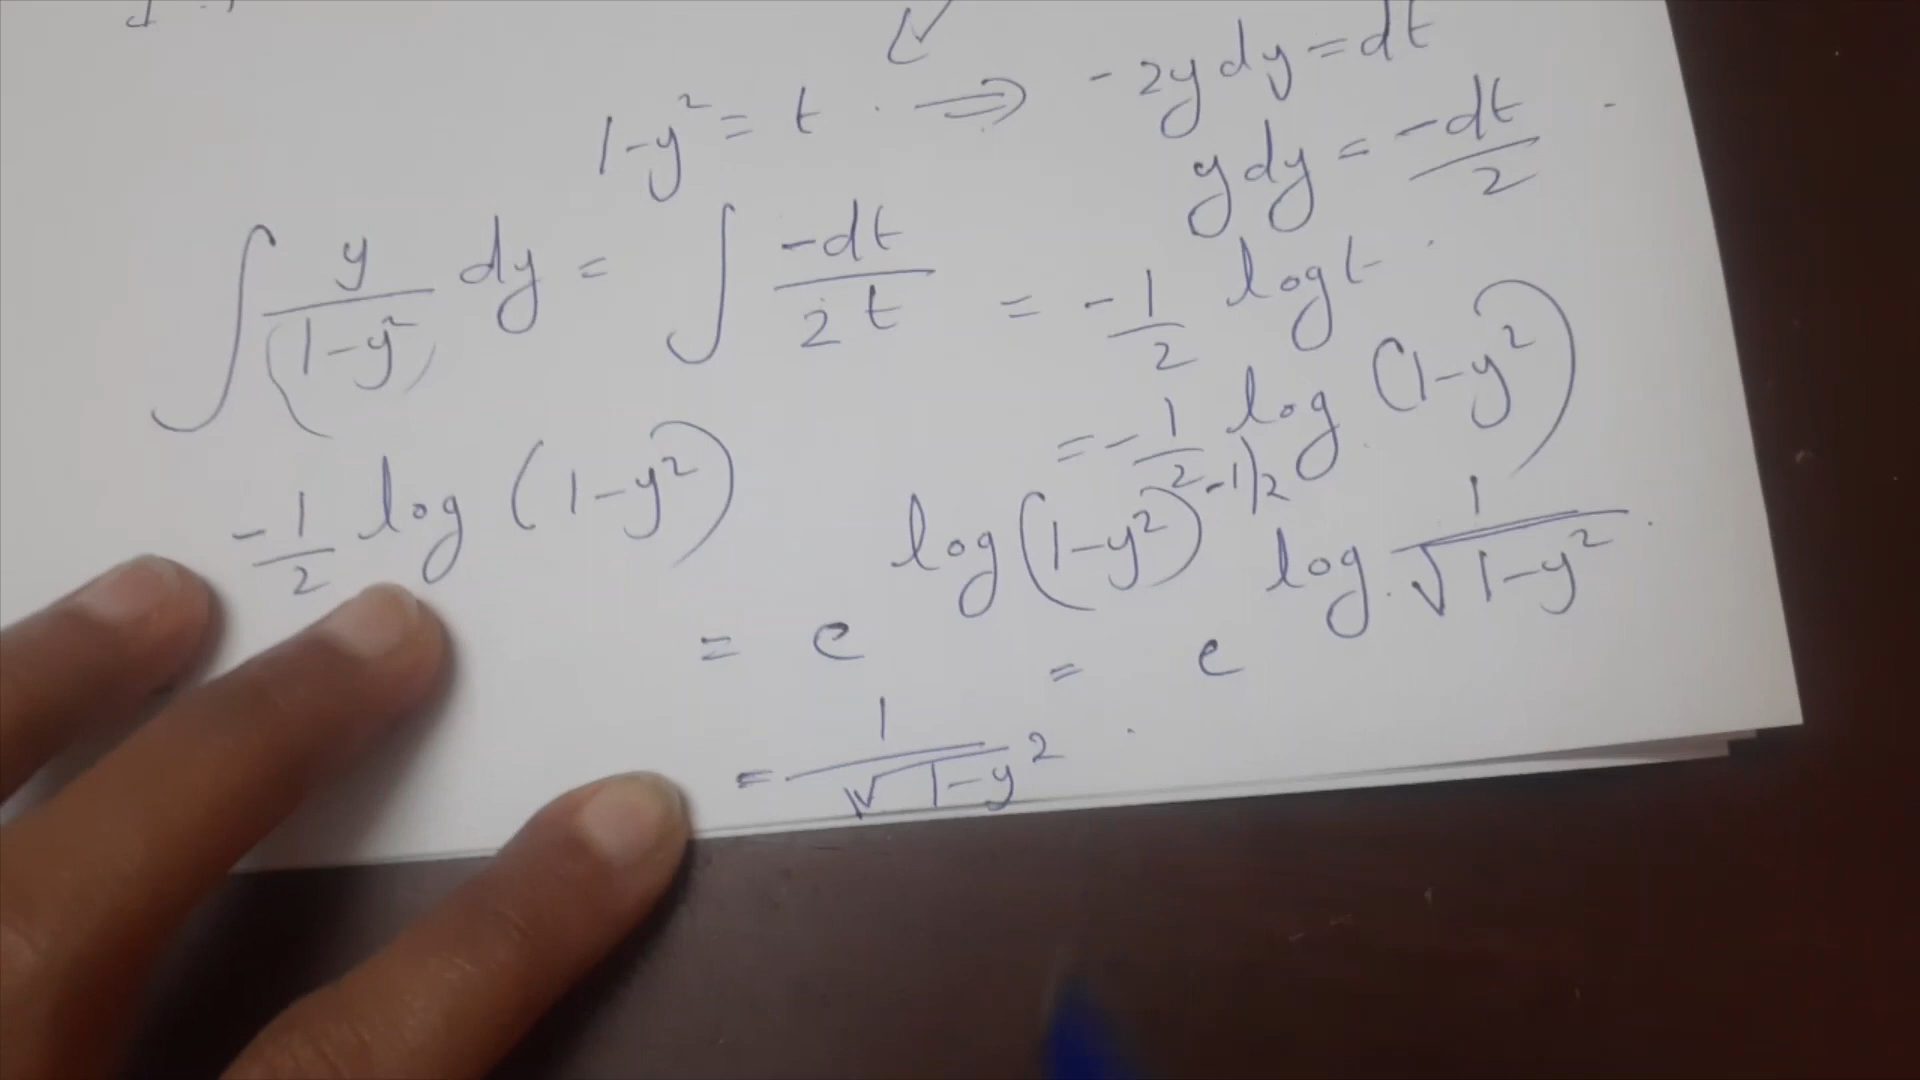 1-y² = t ⇒ -2y dy = dt
y dy = -dt/2
∫ y/(1-y²) dy = ∫ -dt/2t = -1/2 log t
= -1/2 log (1-y²)
-1/2 log (1-y²)
= e^log(1-y²)^-1/2 = e^log 1/√1-y²
= 1/√1-y²